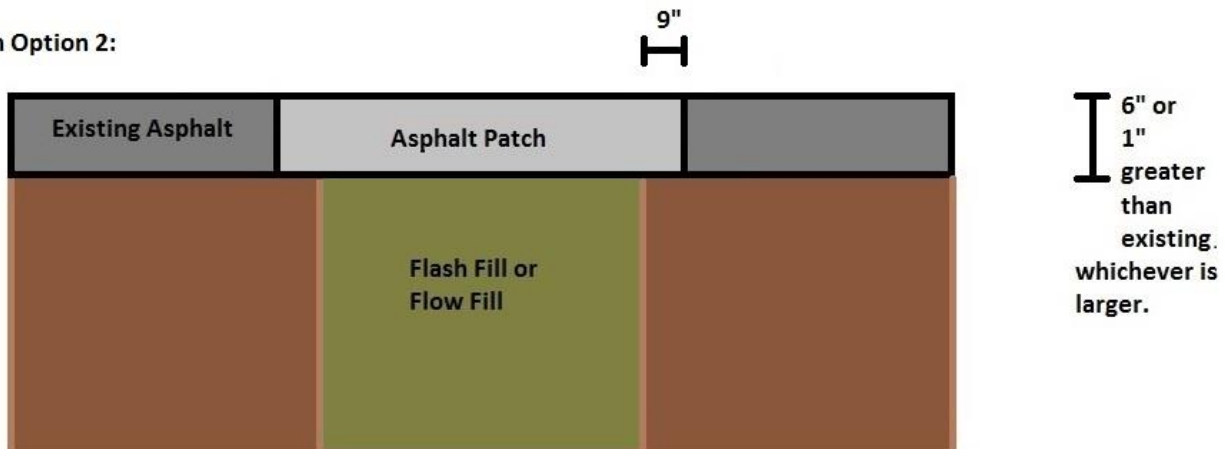 9"
n Option 2:
Existing Asphalt
Asphalt Patch
6" or
1"
greater
than
existing.
whichever is
larger.
Flash Fill or
Flow Fill